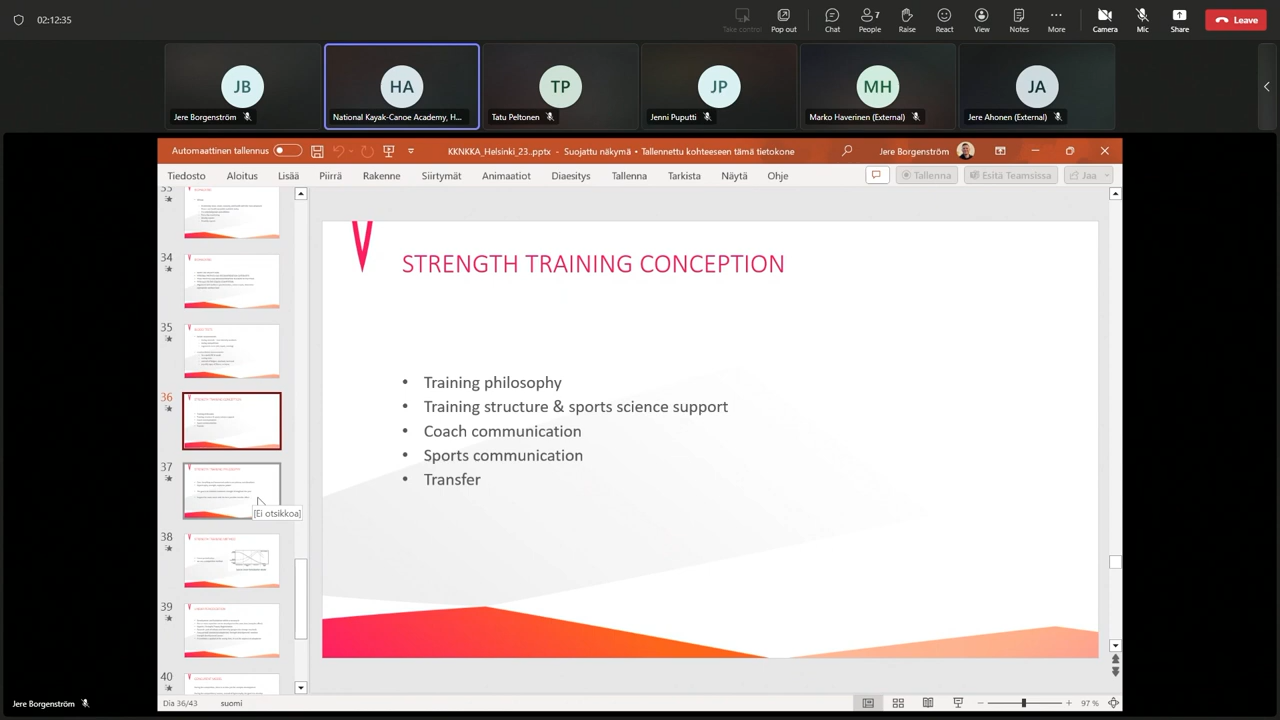 02:12:35
Take control
Pop out
Chat
7
People
Raise
React
View
Notes
More
Camera
Mic
Share
Leave
JB
HA
TP
JP
MH
JA
Jere Borgenström
National Kayak-Canoe Academy, H...
Tatu Peltonen
Jenni Puputti
Marko Haverinen (External)
Jere Ahonen (External)
Automaattinen tallennus
KKNKKA_Helsinki_23..pptx - Suojattu näkymä • Tallennettu kohteeseen tämä tietokone
Jere Borgenström
Tiedosto
Aloitus
Lisää
Piirrä
Rakenne
Siirtymät
Animaatiot
Diaesitys
Tallenna
Tarkista
Näytä
Ohje
Tallenna
Esitä Teamsissa
Jaa
34
35
36
37
[Ei otsikkoa]
38
39
40
STRENGTH TRAINING CONCEPTION
• Training philosophy
• Training structure & sports science support
• Coach communication
• Sports communication
• Transfer
Jere Borgenström
Dia 36/43
suomi
97 %